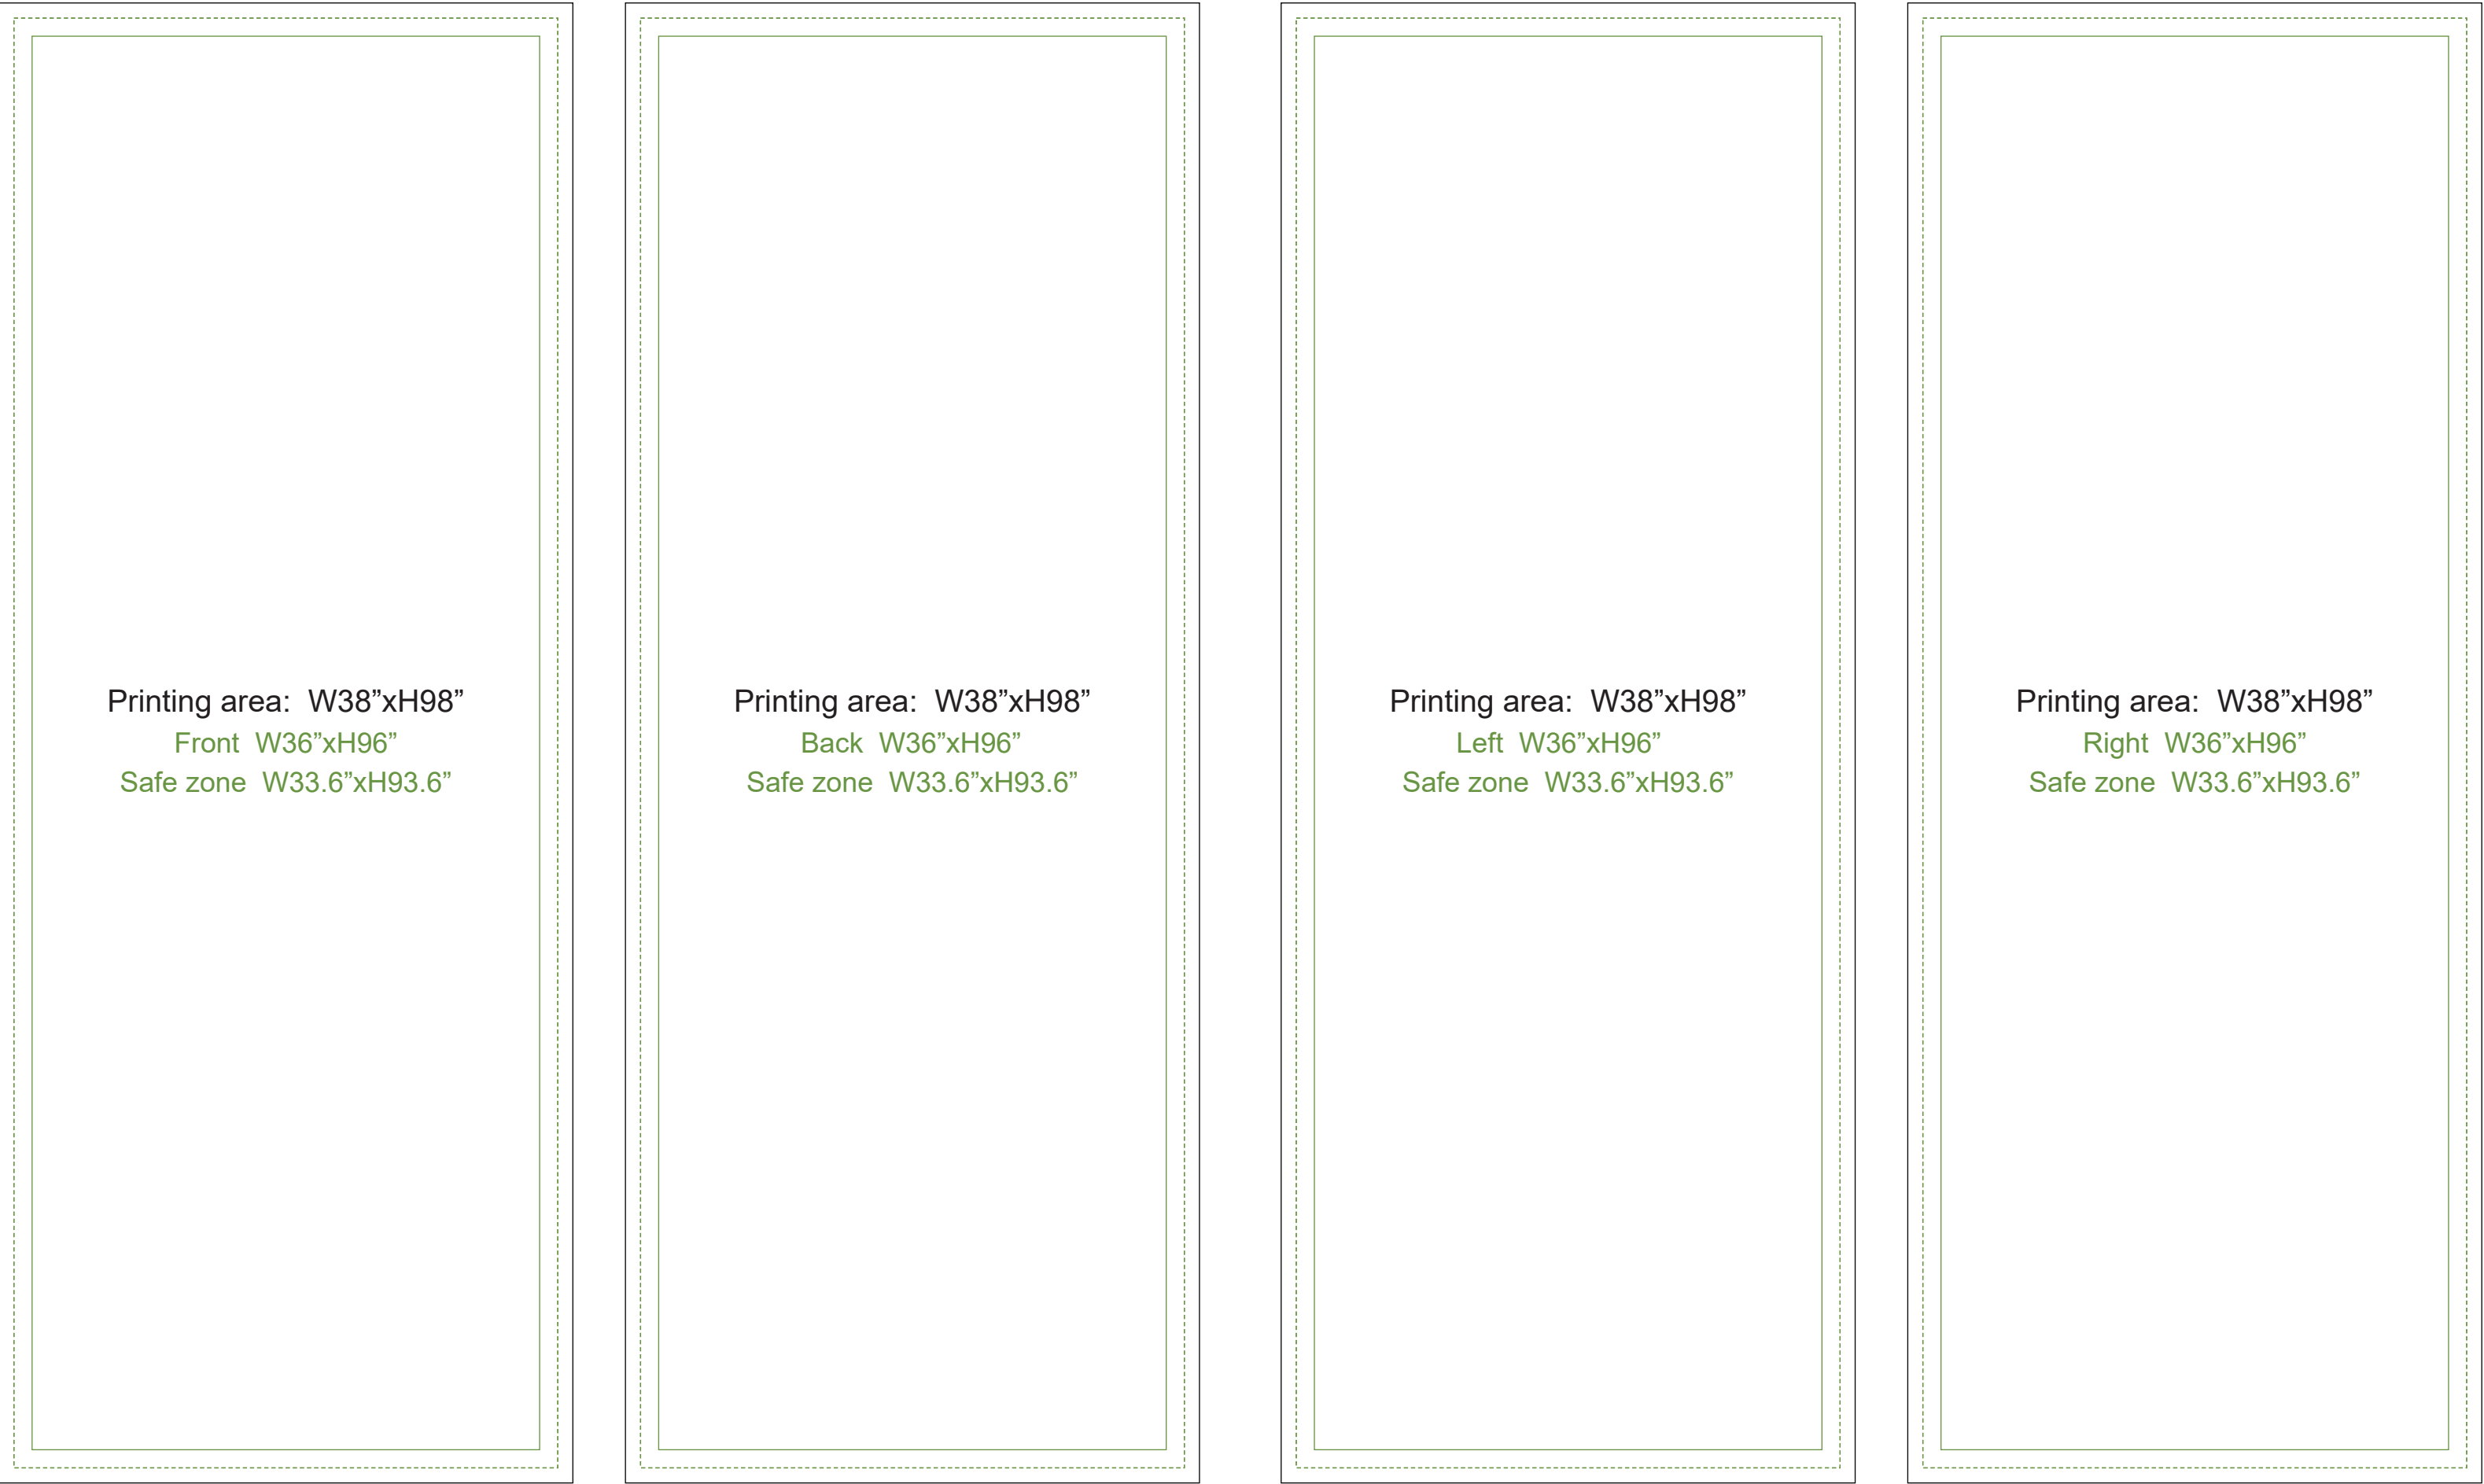 Printing area:  W38”xH98”
Front  W36”xH96”
Safe zone  W33.6”xH93.6”
Printing area:  W38”xH98”
Back  W36”xH96”
Safe zone  W33.6”xH93.6”
Printing area:  W38”xH98”
Left  W36”xH96”
Safe zone  W33.6”xH93.6”
Printing area:  W38”xH98”
Right  W36”xH96”
Safe zone  W33.6”xH93.6”